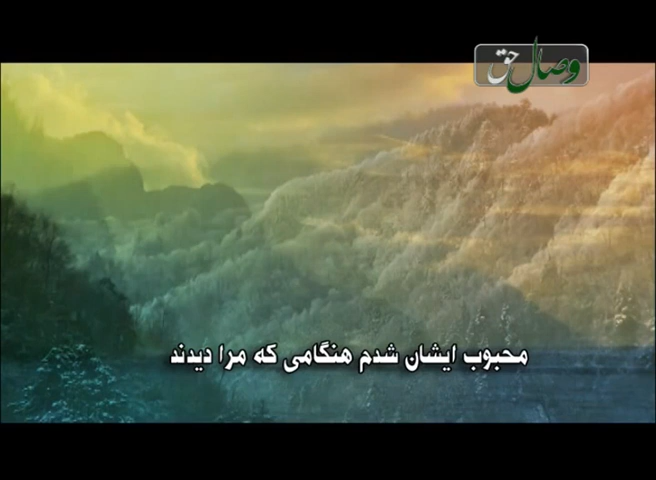 وصال حق
محبوب ایشان شدم هنگامی که مرا دیدند